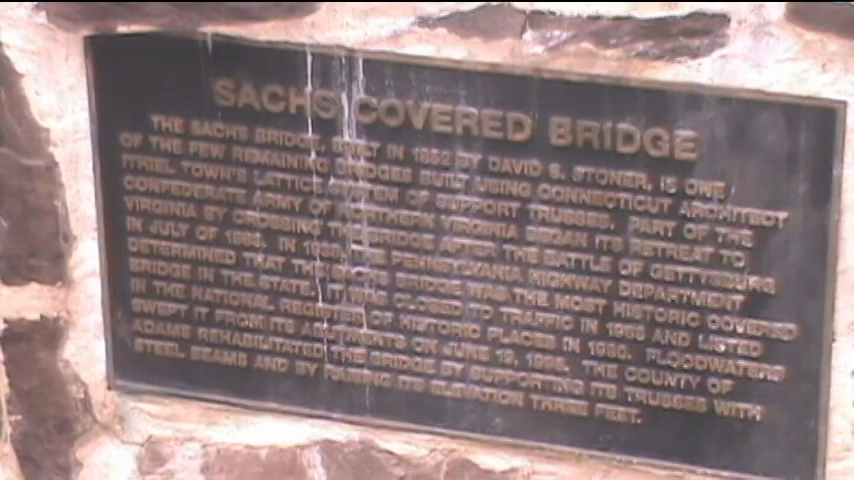 SACHS COVERED BRIDGE
THE SACHS BRIDGE, BUILT IN 1852 BY DAVID S. STONER, IS ONE
OF THE FEW REMAINING BRIDGES BUILT USING CONNECTICUT ARCHITECT
ITHIEL TOWN'S LATTICE SYSTEM OF SUPPORT TRUSSES. PART OF THE
CONFEDERATE ARMY OF NORTHERN VIRGINIA BEGAN ITS RETREAT TO
VIRGINIA BY CROSSING THE BRIDGE AFTER THE BATTLE OF GETTYSBURG
IN JULY OF 1863. IN THE PENNSYLVANIA HIGHWAY DEPARTMENT
DETERMINED THAT THE SACHS BRIDGE WAS THE MOST HISTORIC COVERED
BRIDGE IN THE STATE. IT WAS CLOSED TO TRAFFIC IN 1968 AND LISTED
IN THE NATIONAL REGISTER OF HISTORIC PLACES IN 1980. FLOODWATERS
SWEPT IT FROM ITS ABUTMENTS ON JUNE 19, 1996. THE COUNTY OF
ADAMS REHABILITATED THE BRIDGE BY SUPPORTING ITS TRUSSES WITH
STEEL BEAMS AND BY RAISING ITS ELEVATION THREE FEET.